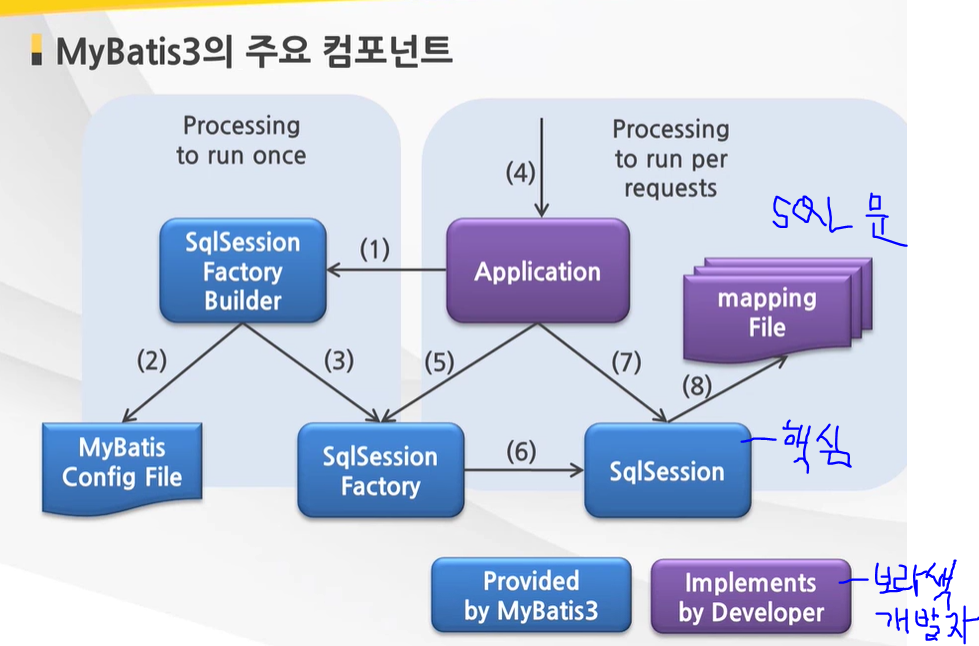 MyBatis3의 주요 컴포넌트
Processing
to run once
Processing
to run per
requests
(4)
SQL 문
SqlSession
Factory
Builder
(1)
Application
mapping
File
(2)
(3)
(5)
(7)
(8)
MyBatis
Config File
SqlSession
Factory
(6)
SqlSession
핵심
Provided
by MyBatis3
Implements
by Developer
보라색
개발자